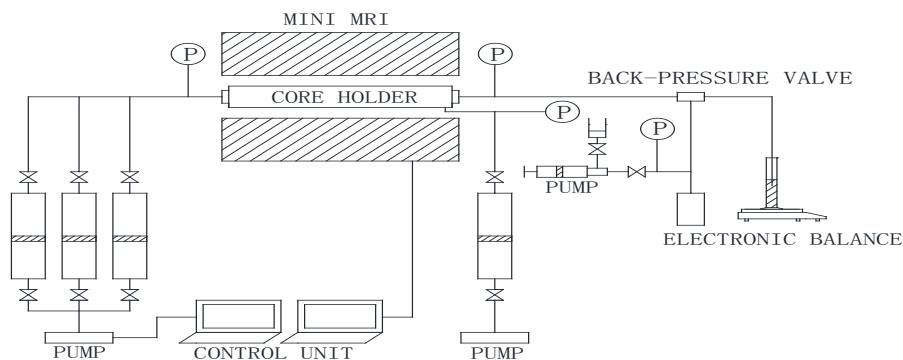 MINI MRI
P
P
BACK-PRESSURE VALVE
CORE HOLDER
P
P
PUMP
ELECTRONIC BALANCE
PUMP
CONTROL UNIT
PUMP